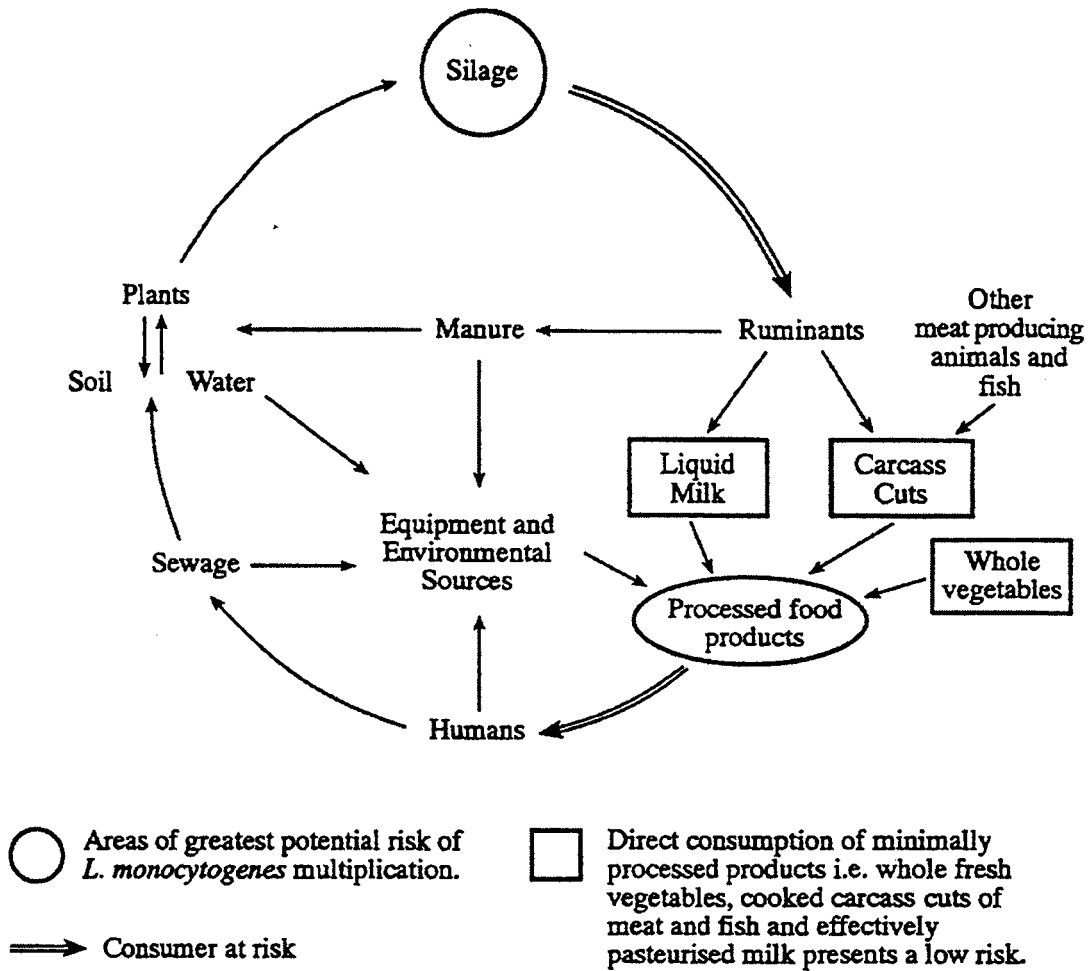 Silage
Plants
Manure
Ruminants
Other
meat producing
animals and
fish
Soil
Water
Liquid
Milk
Carcass
Cuts
Equipment and
Environmental
Sources
Sewage
Whole
vegetables
Processed food
products
Humans
Areas of greatest potential risk of
L. monocytogenes multiplication.
Consumer at risk
Direct consumption of minimally
processed products i.e. whole fresh
vegetables, cooked carcass cuts of
meat and fish and effectively
pasteurised milk presents a low risk.